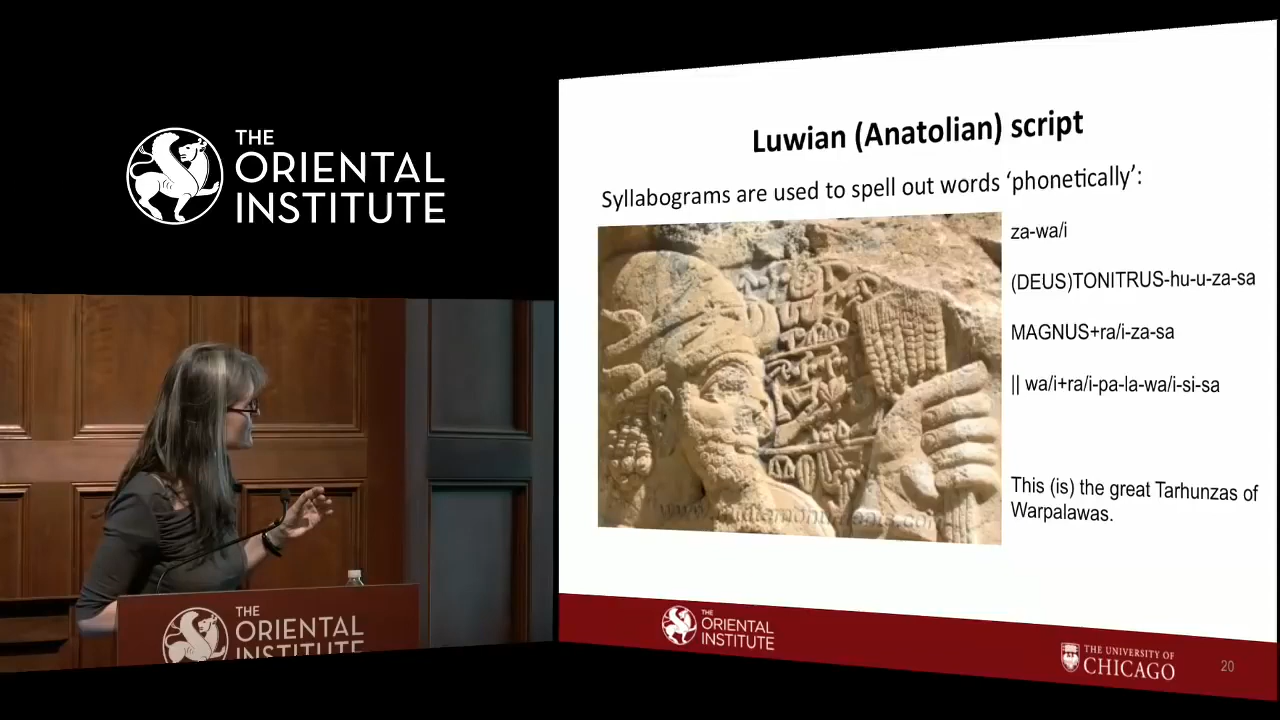 THE
ORIENTAL
INSTITUTE
Luwian (Anatolian) script
Syllabograms are used to spell out words ‘phonetically’:
za-wa/i
(DEUS)TONITRUS-hu-u-za-sa
MAGNUS+ra/i-za-sa
|| wa/i+ra/i-pa-la-wa/i-si-sa
This (is) the great Tarhunzas of
Warpalawas.
THE
ORIENTAL
INSTITUTE
THE
ORIENTAL
INSTITUTE
THE UNIVERSITY OF
CHICAGO
20